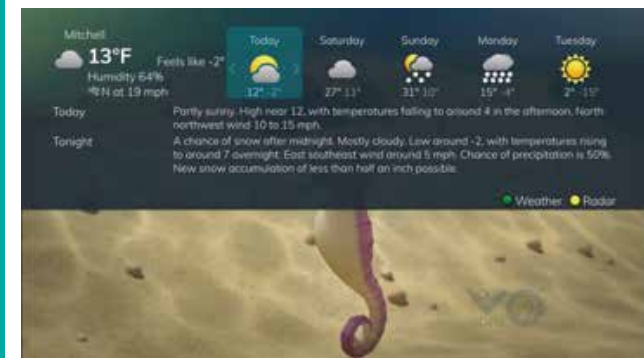 Mitchell
13°F
Feels like -2°
Humidity 64%
N at 19 mph
Today
12° -2°
Saturday
27° 13°
Sunday
31° 10°
Monday
15° -4°
Tuesday
2° -15°
Today
Partly sunny. High near 12, with temperatures falling to around 4 in the afternoon. North
northwest wind 10 to 15 mph.
Tonight
A chance of snow after midnight. Mostly cloudy. Low around -2, with temperatures rising
to around 7 overnight. East southeast wind around 5 mph. Chance of precipitation is 50%.
New snow accumulation of less than half an inch possible.
Weather
Radar